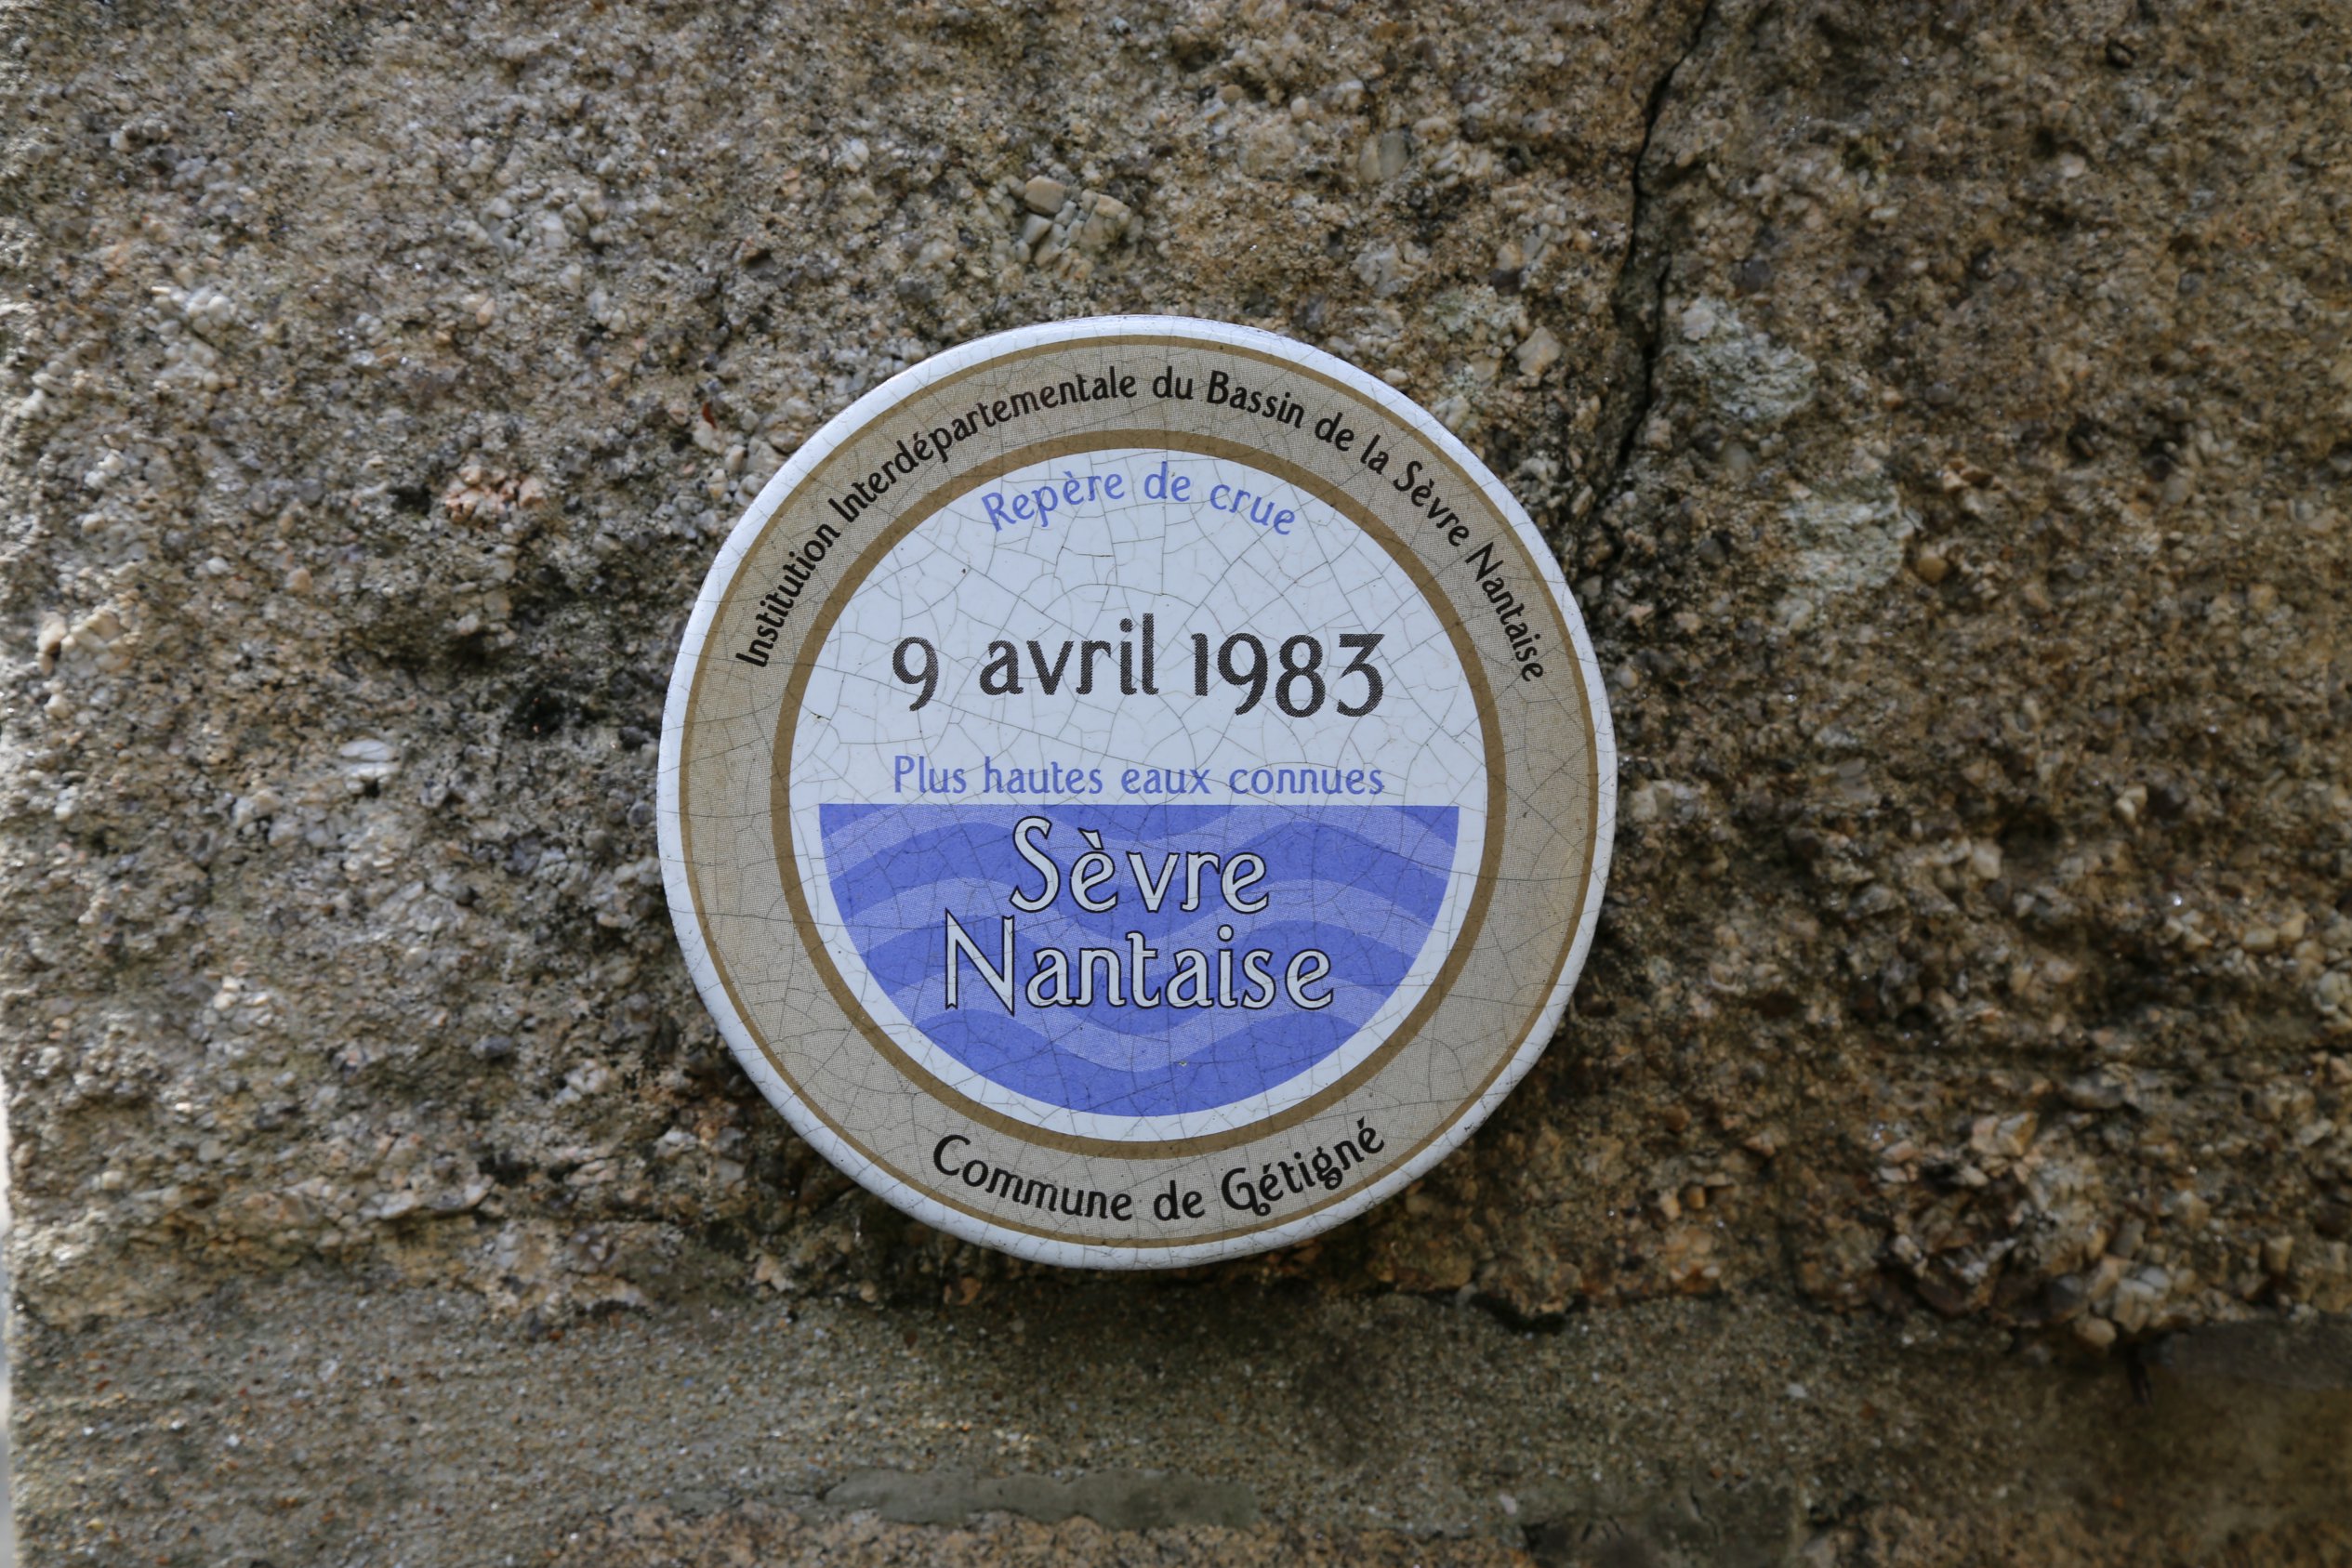 Institution Interdépartementale du Bassin de la Sèvre Nantaise
Repère de crue
9 avril 1983
Plus hautes eaux connues
Sèvre
Nantaise
Commune de Gétigné